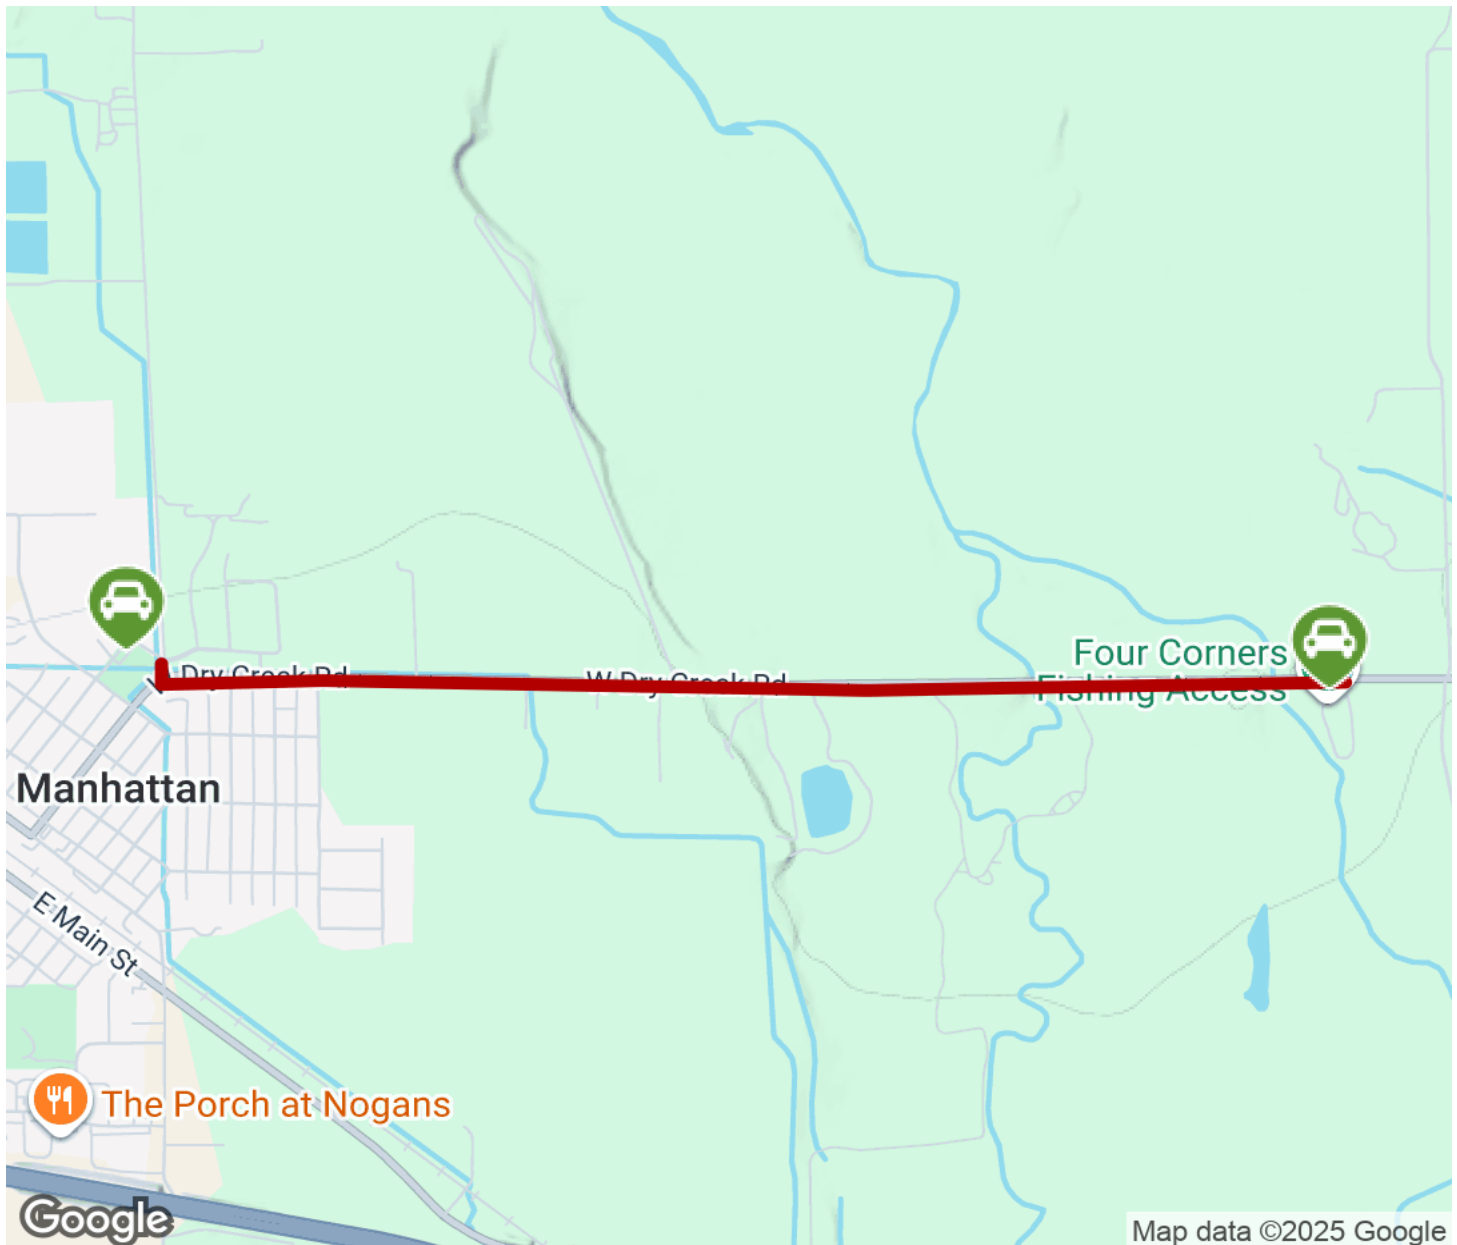 Dry Creek Rd
W Dry Creek Rd
Four Corners
Fishing Access
Manhattan
E Main St
The Porch at Nogans
Google
Map data ©2025 Google